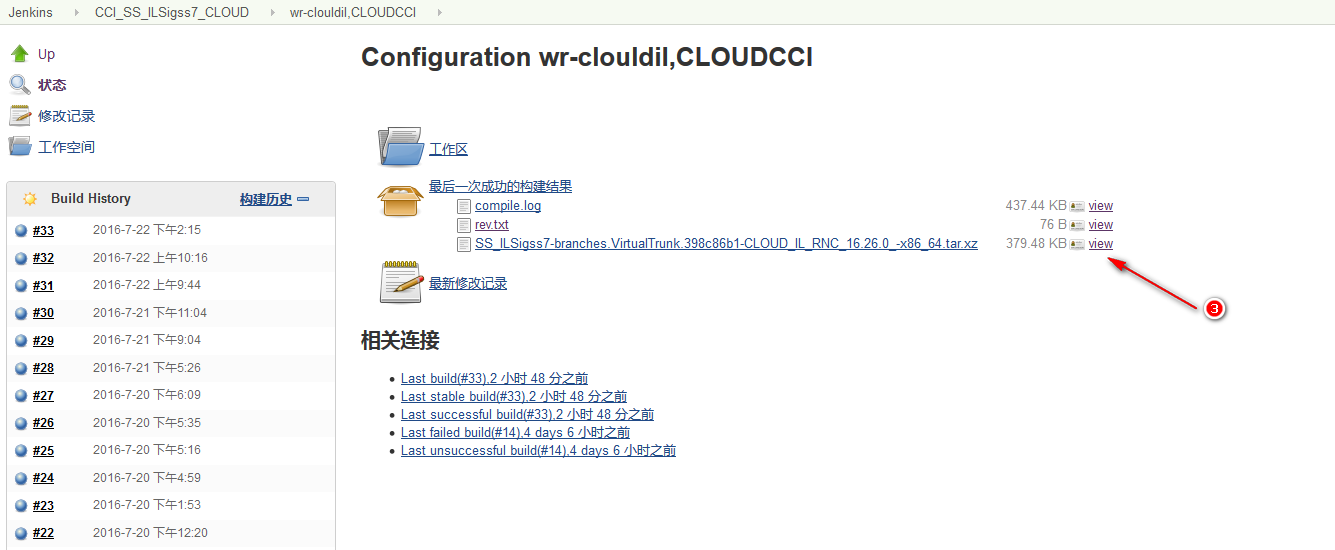 Jenkins CCI_SS_ILSigss7_CLOUD wr-clouldil,CLOUDCCI
Up
状态
修改记录
工作空间
Build History 构建历史
#33 2016-7-22 下午2:15
#32 2016-7-22 上午10:16
#31 2016-7-22 上午9:44
#30 2016-7-21 下午11:04
#29 2016-7-21 下午9:04
#28 2016-7-21 下午5:26
#27 2016-7-20 下午6:09
#26 2016-7-20 下午5:35
#25 2016-7-20 下午5:16
#24 2016-7-20 下午4:59
#23 2016-7-20 下午1:53
#22 2016-7-20 下午12:20
Configuration wr-clouldil,CLOUDCCI
工作区
最后一次成功的构建结果
compile.log 437.44 KB view
rev.txt 76 B view
SS_ILSigss7-branches.VirtualTrunk.398c86b1-CLOUD_IL_RNC_16.26.0_-x86_64.tar.xz 379.48 KB view
3
最新修改记录
相关连接
Last build(#33),2 小时 48 分之前
Last stable build(#33),2 小时 48 分之前
Last successful build(#33),2 小时 48 分之前
Last failed build(#14),4 days 6 小时之前
Last unsuccessful build(#14),4 days 6 小时之前